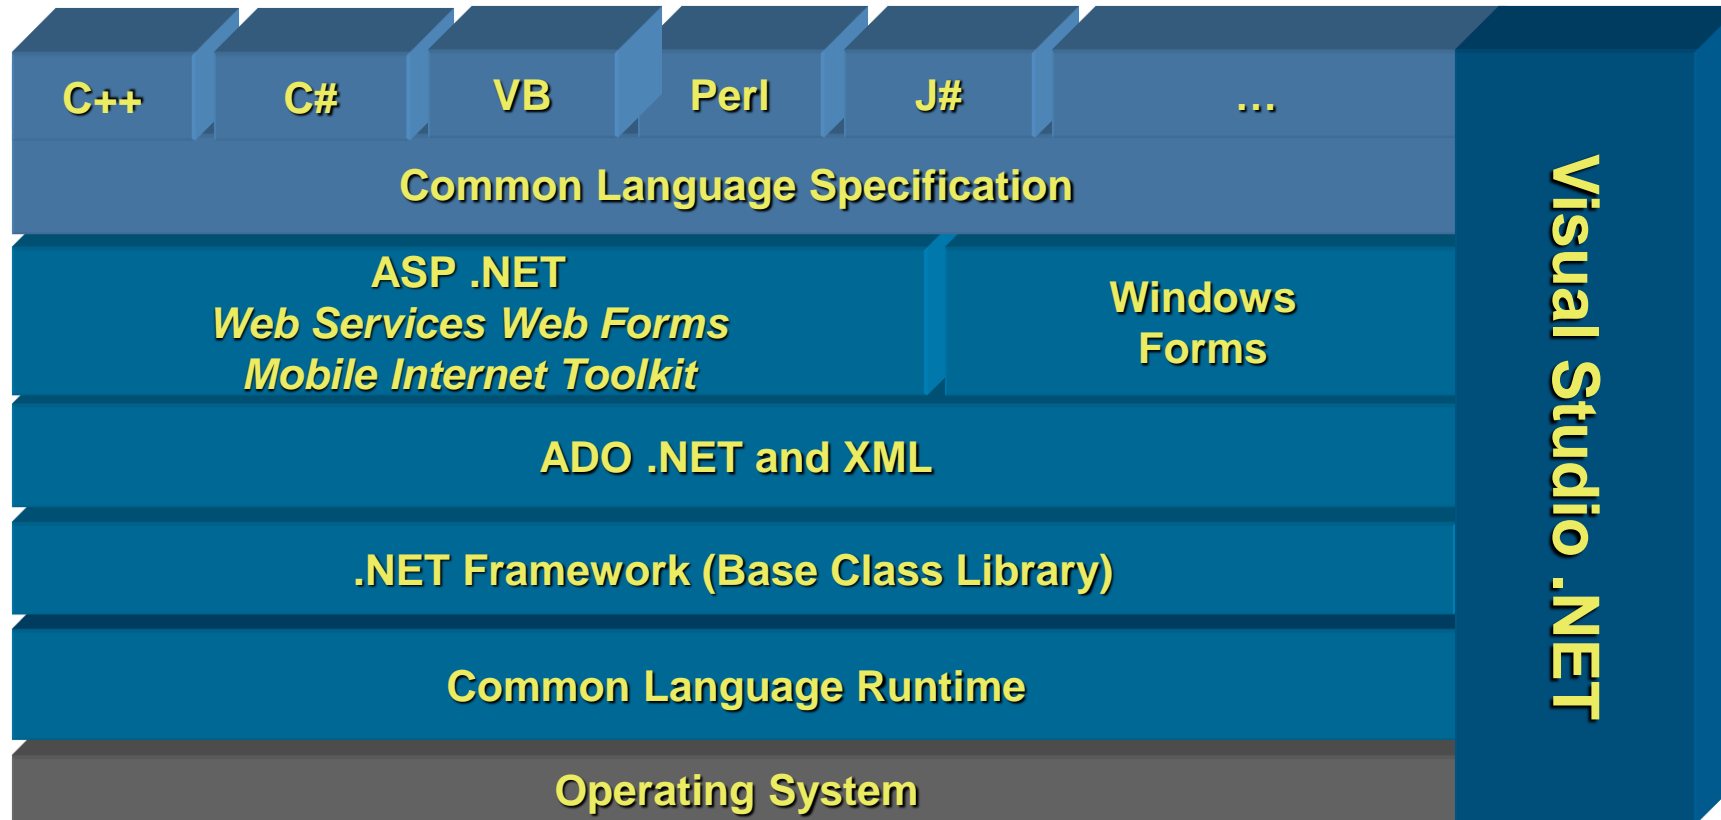 C++
C#
VB
Perl
J#
…
Common Language Specification
ASP .NET
Web Services Web Forms
Mobile Internet Toolkit
Windows
Forms
ADO .NET and XML
.NET Framework (Base Class Library)
Common Language Runtime
Operating System
Visual Studio .NET